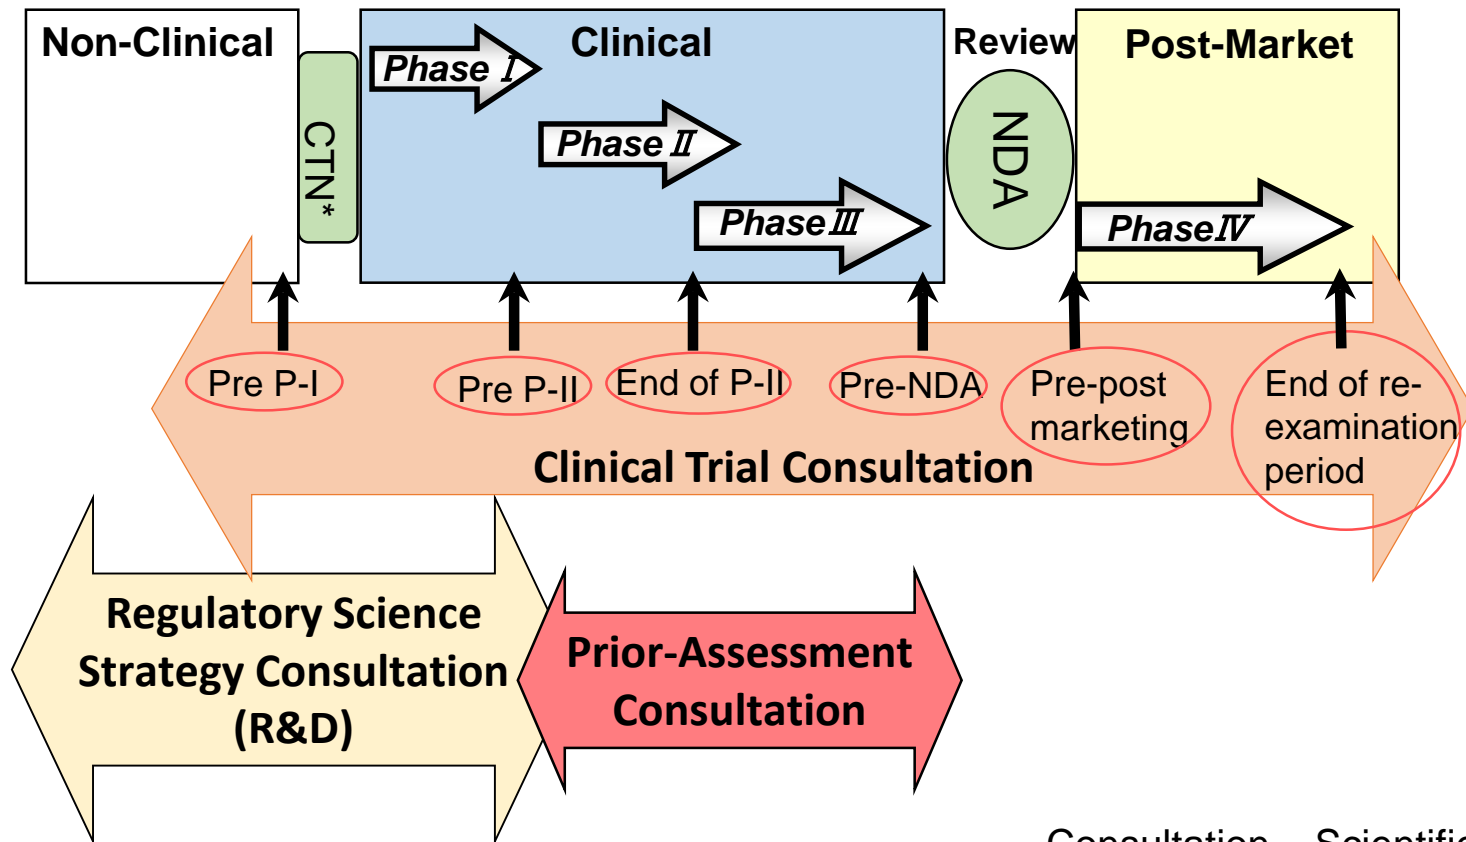 Non-Clinical
CTN*
Clinical
Phase Ⅰ
Phase Ⅱ
Phase Ⅲ
Review
NDA
Post-Market
Phase Ⅳ
Pre P-I
Pre P-II
End of P-II
Pre-NDA
Pre-post
marketing
End of re-
examination
period
Clinical Trial Consultation
Regulatory Science
Strategy Consultation
(R&D)
Prior-Assessment
Consultation
Consultation
Scientific